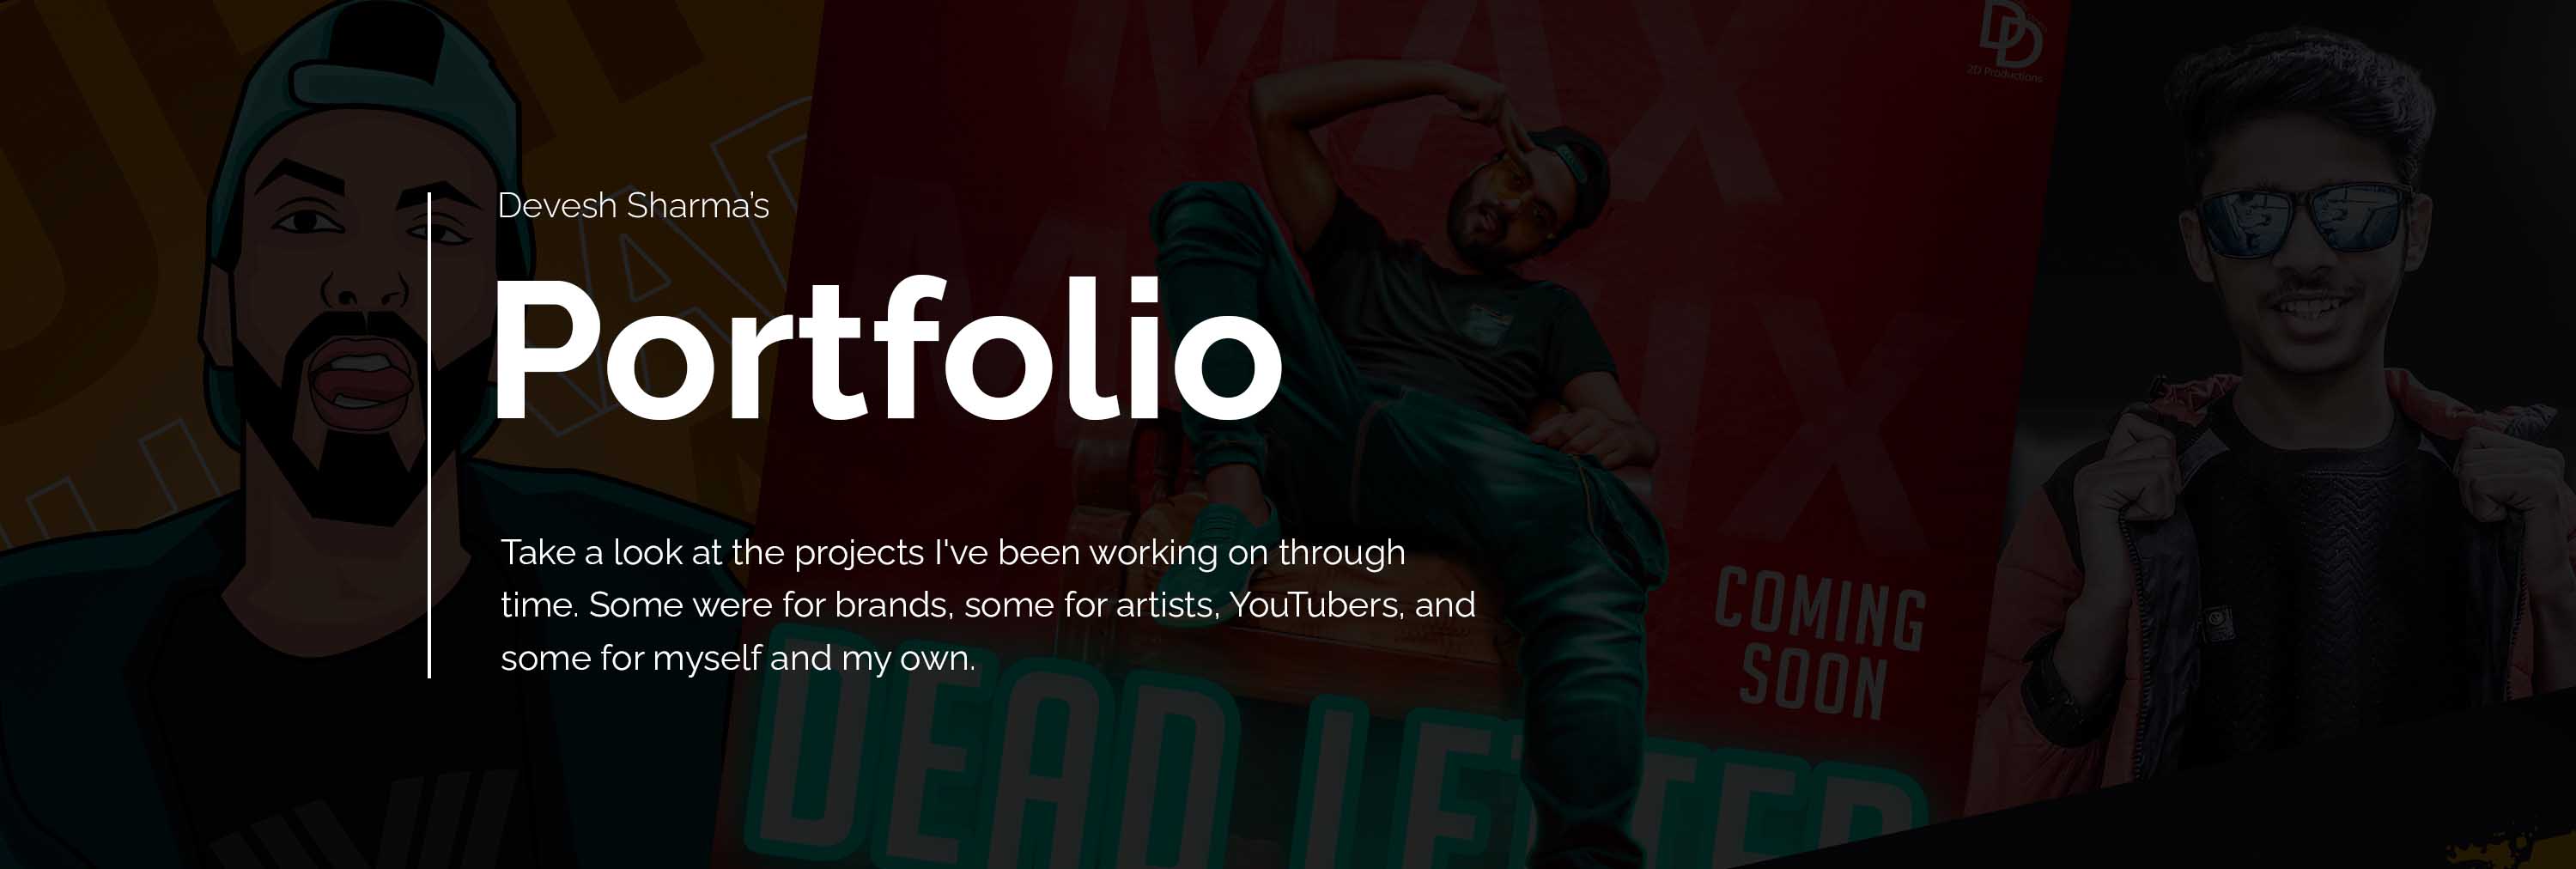 Devesh Sharma's
Portfolio
Take a look at the projects I've been working on through
time. Some were for brands, some for artists, YouTubers, and
some for myself and my own.
MAX
2D Productions
COMING
SOON
DEAD LETTER